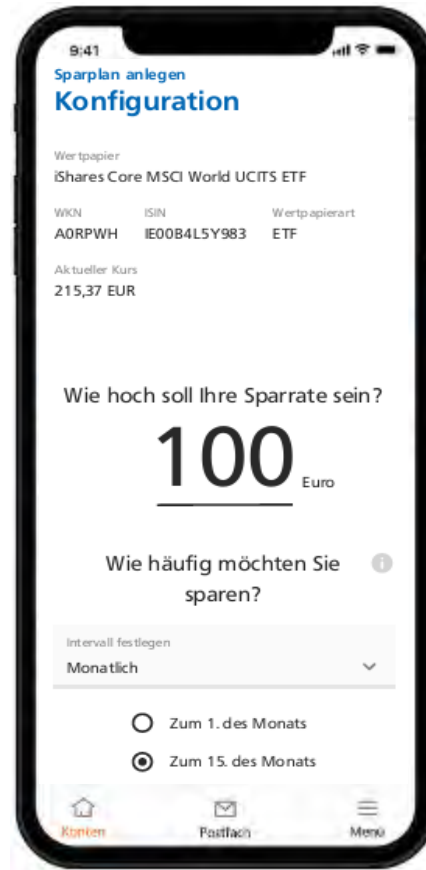 9:41
Sparplan anlegen
Konfiguration
Wertpapier
iShares Core MSCI World UCITS ETF
WKN ISIN Wertpapierart
A0RPWH IE00B4L5Y983 ETF
Aktueller Kurs
215,37 EUR
Wie hoch soll Ihre Sparrate sein?
100 Euro
Wie häufig möchten Sie
sparen?
Intervall festlegen
Monatlich
Zum 1. des Monats
Zum 15. des Monats
Konten Postfach Menü